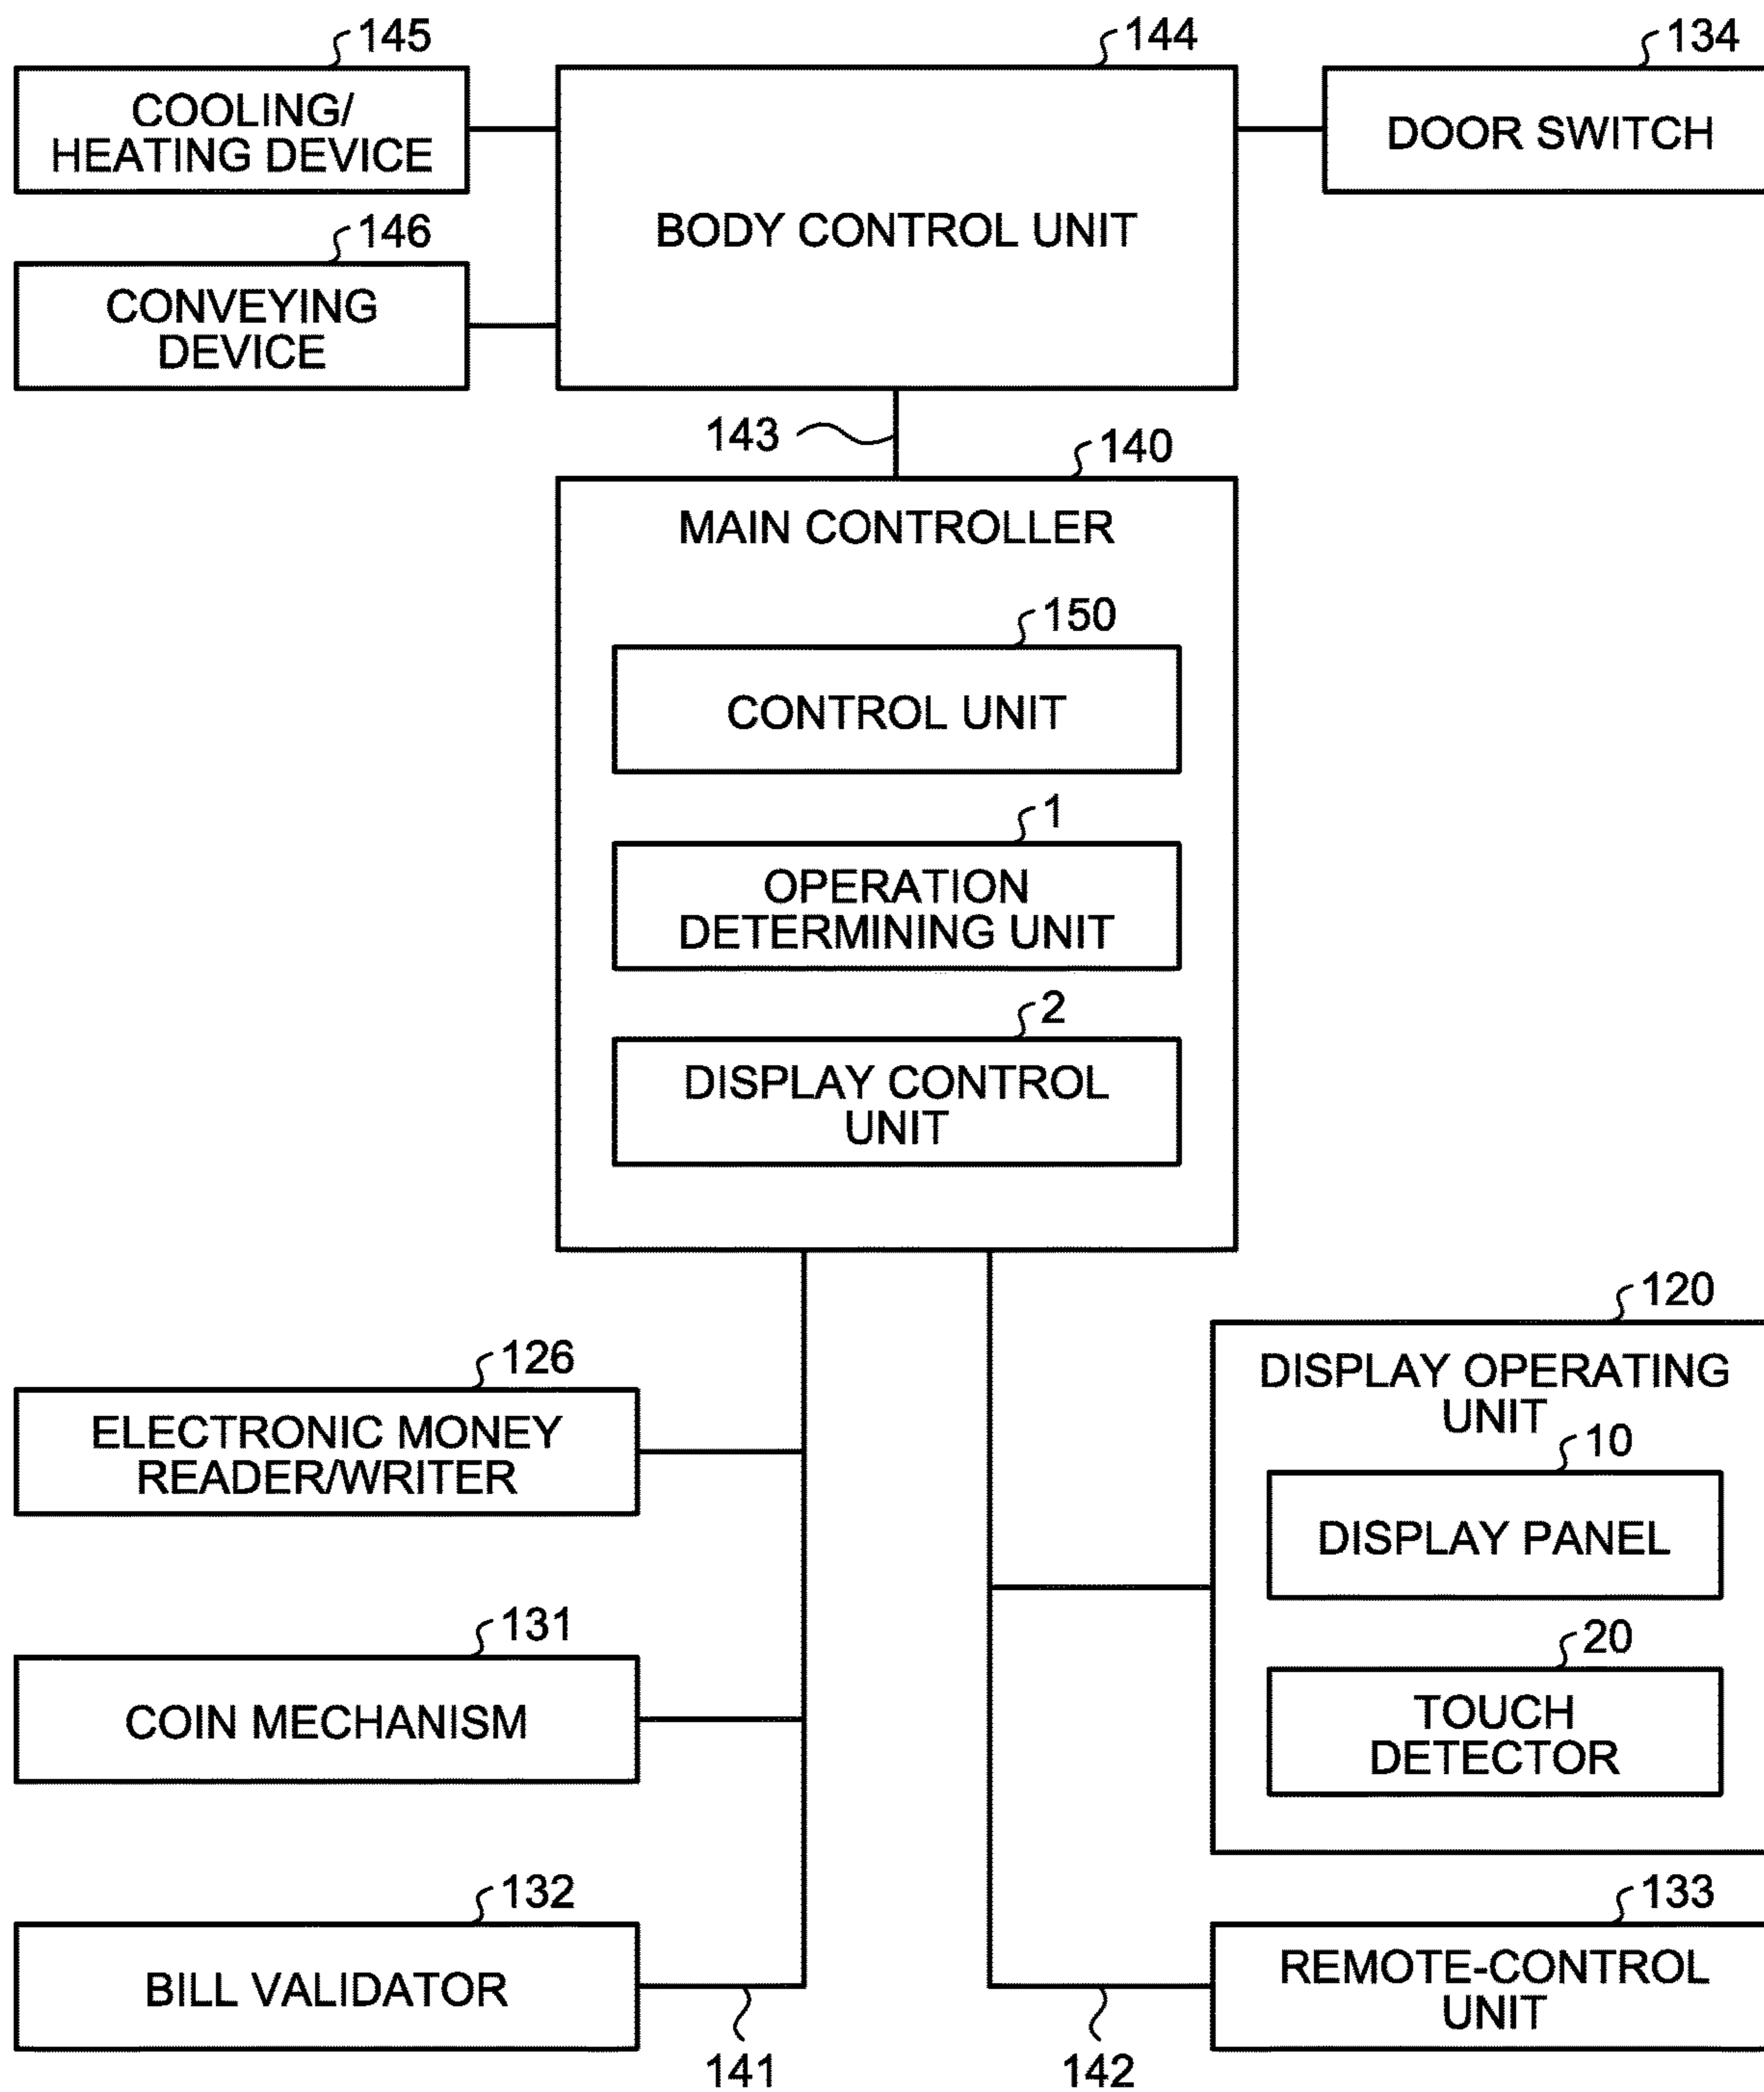 145
COOLING/
HEATING DEVICE
144
BODY CONTROL UNIT
134
DOOR SWITCH
146
CONVEYING
DEVICE
143
140
MAIN CONTROLLER
150
CONTROL UNIT
1
OPERATION
DETERMINING UNIT
2
DISPLAY CONTROL
UNIT
126
ELECTRONIC MONEY
READER/WRITER
131
COIN MECHANISM
132
BILL VALIDATOR
141
120
DISPLAY OPERATING
UNIT
10
DISPLAY PANEL
20
TOUCH
DETECTOR
133
REMOTE-CONTROL
UNIT
142